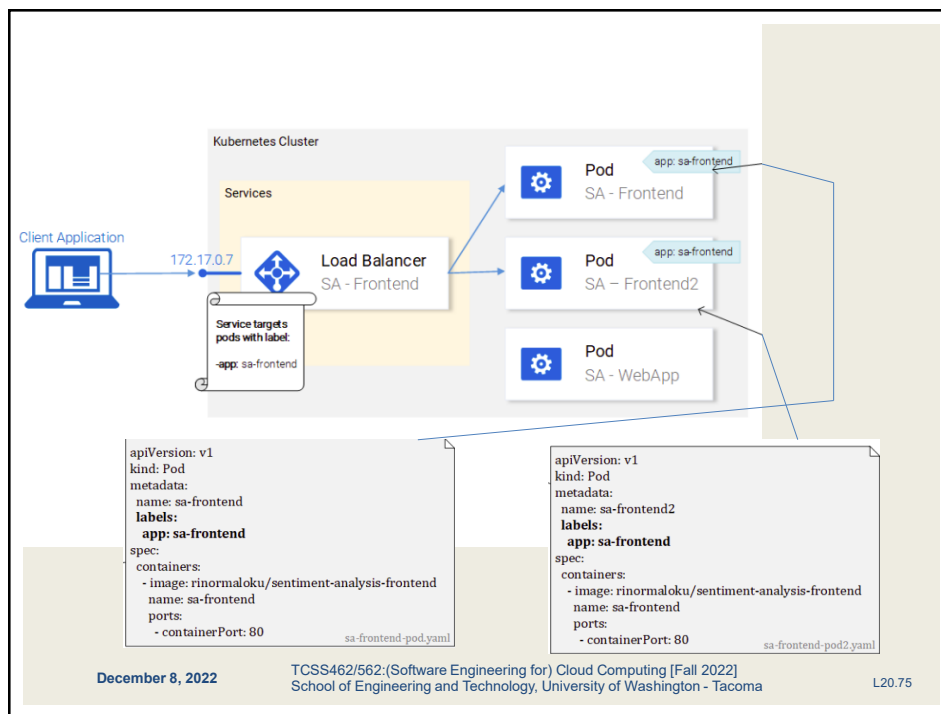 Kubernetes Cluster
Services
Client Application
172.17.0.7
Load Balancer
SA - Frontend
Service targets
pods with label:
-app: sa-frontend
Pod
SA - Frontend
app: sa-frontend
Pod
SA – Frontend2
app: sa-frontend
Pod
SA - WebApp
apiVersion: v1
kind: Pod
metadata:
name: sa-frontend
labels:
app: sa-frontend
spec:
containers:
- image: rinormaloku/sentiment-analysis-frontend
name: sa-frontend
ports:
- containerPort: 80
sa-frontend-pod.yaml
apiVersion: v1
kind: Pod
metadata:
name: sa-frontend2
labels:
app: sa-frontend
spec:
containers:
- image: rinormaloku/sentiment-analysis-frontend
name: sa-frontend
ports:
- containerPort: 80
sa-frontend-pod2.yaml
December 8, 2022
TCSS462/562:(Software Engineering for) Cloud Computing [Fall 2022]
School of Engineering and Technology, University of Washington - Tacoma
L20.75